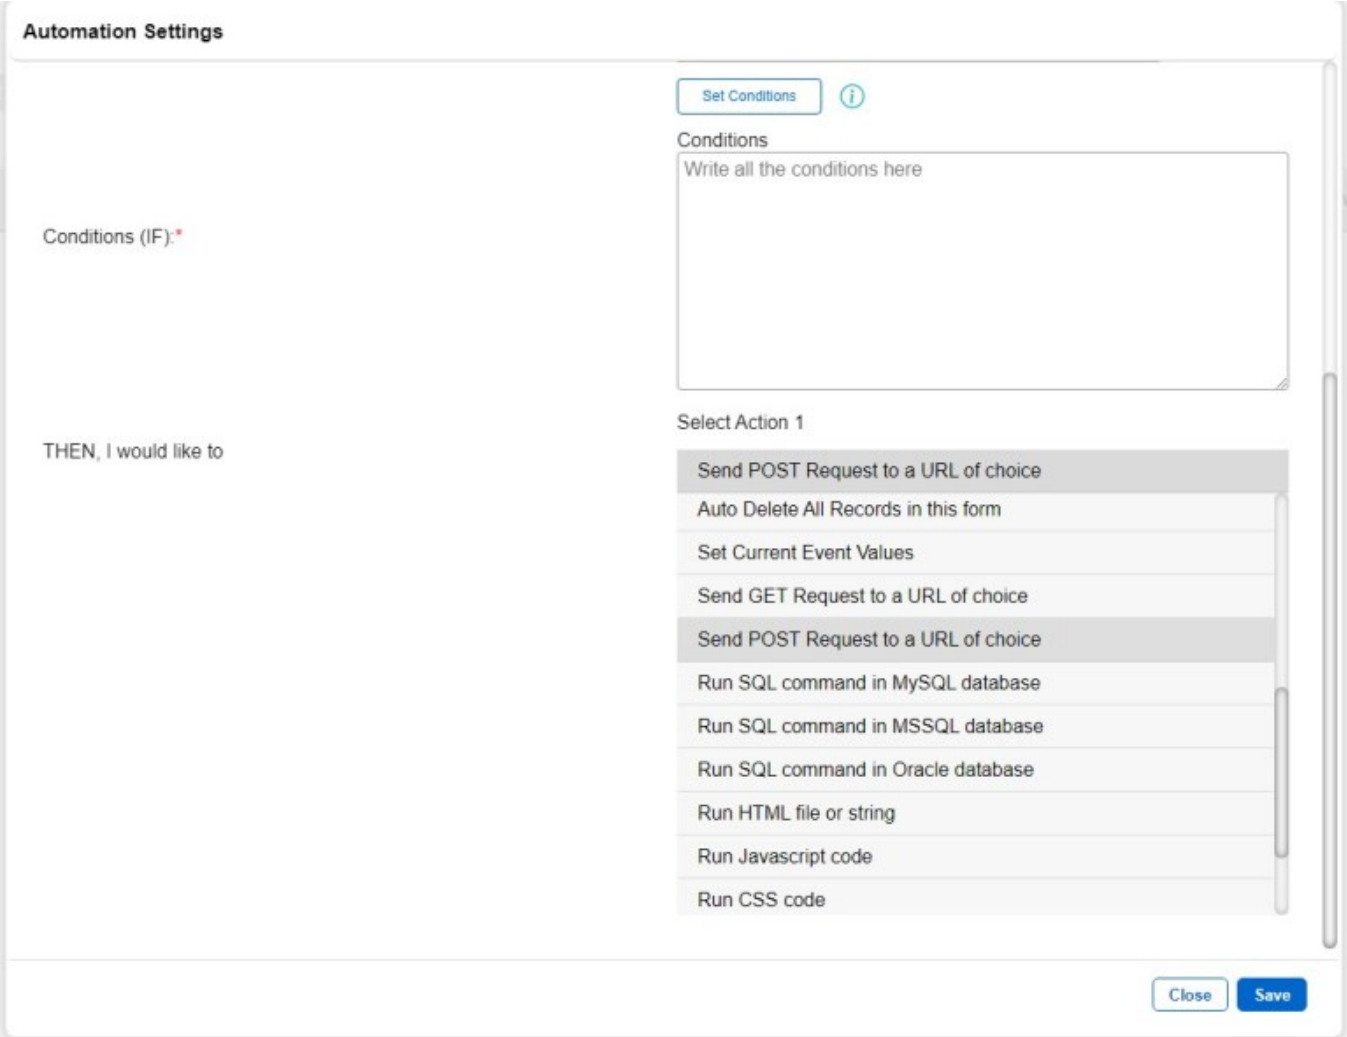 Automation Settings
Set Conditions
i
Conditions
Write all the conditions here
Conditions (IF):*
Select Action 1
THEN, I would like to
Send POST Request to a URL of choice
Auto Delete All Records in this form
Set Current Event Values
Send GET Request to a URL of choice
Send POST Request to a URL of choice
Run SQL command in MySQL database
Run SQL command in MSSQL database
Run SQL command in Oracle database
Run HTML file or string
Run Javascript code
Run CSS code
Close
Save